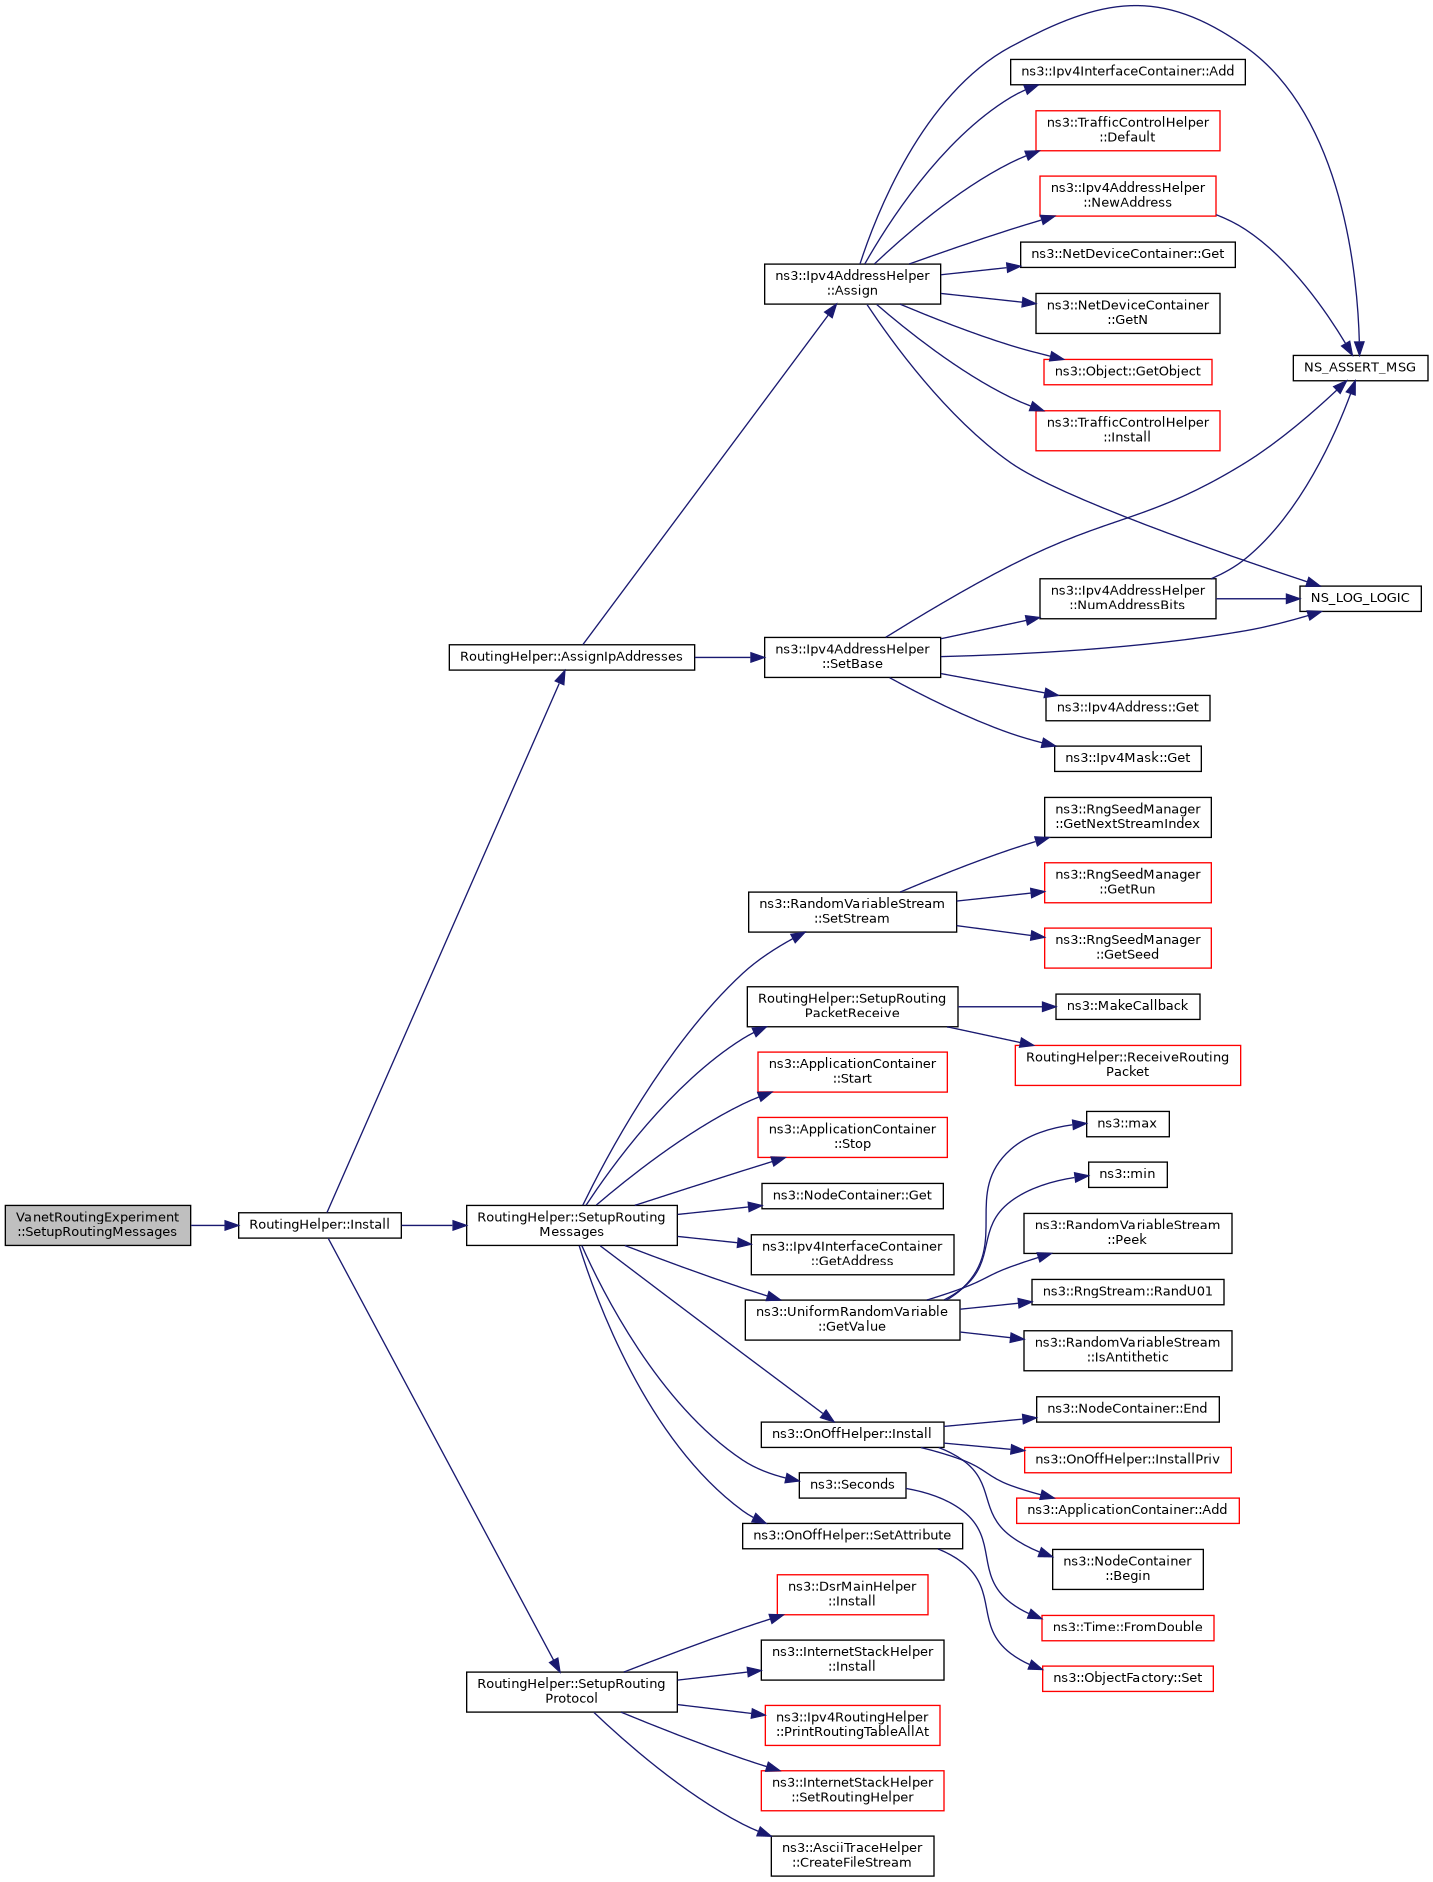 VanetRoutingExperiment
::SetupRoutingMessages
RoutingHelper::Install
RoutingHelper::AssignIpAddresses
RoutingHelper::SetupRouting
Messages
RoutingHelper::SetupRouting
Protocol
ns3::Ipv4AddressHelper
::Assign
ns3::Ipv4AddressHelper
::SetBase
ns3::RandomVariableStream
::SetStream
RoutingHelper::SetupRouting
PacketReceive
ns3::ApplicationContainer
::Start
ns3::ApplicationContainer
::Stop
ns3::NodeContainer::Get
ns3::Ipv4InterfaceContainer
::GetAddress
ns3::UniformRandomVariable
::GetValue
ns3::OnOffHelper::Install
ns3::Seconds
ns3::OnOffHelper::SetAttribute
ns3::DsrMainHelper
::Install
ns3::InternetStackHelper
::Install
ns3::Ipv4RoutingHelper
::PrintRoutingTableAllAt
ns3::InternetStackHelper
::SetRoutingHelper
ns3::AsciiTraceHelper
::CreateFileStream
ns3::Ipv4InterfaceContainer::Add
ns3::TrafficControlHelper
::Default
ns3::Ipv4AddressHelper
::NewAddress
ns3::NetDeviceContainer::Get
ns3::NetDeviceContainer
::GetN
ns3::Object::GetObject
ns3::TrafficControlHelper
::Install
ns3::Ipv4AddressHelper
::NumAddressBits
ns3::Ipv4Address::Get
ns3::Ipv4Mask::Get
ns3::RngSeedManager
::GetNextStreamIndex
ns3::RngSeedManager
::GetRun
ns3::RngSeedManager
::GetSeed
ns3::MakeCallback
RoutingHelper::ReceiveRouting
Packet
ns3::max
ns3::min
ns3::RandomVariableStream
::Peek
ns3::RngStream::RandU01
ns3::RandomVariableStream
::IsAntithetic
ns3::NodeContainer::End
ns3::OnOffHelper::InstallPriv
ns3::ApplicationContainer::Add
ns3::NodeContainer
::Begin
ns3::Time::FromDouble
ns3::ObjectFactory::Set
NS_ASSERT_MSG
NS_LOG_LOGIC